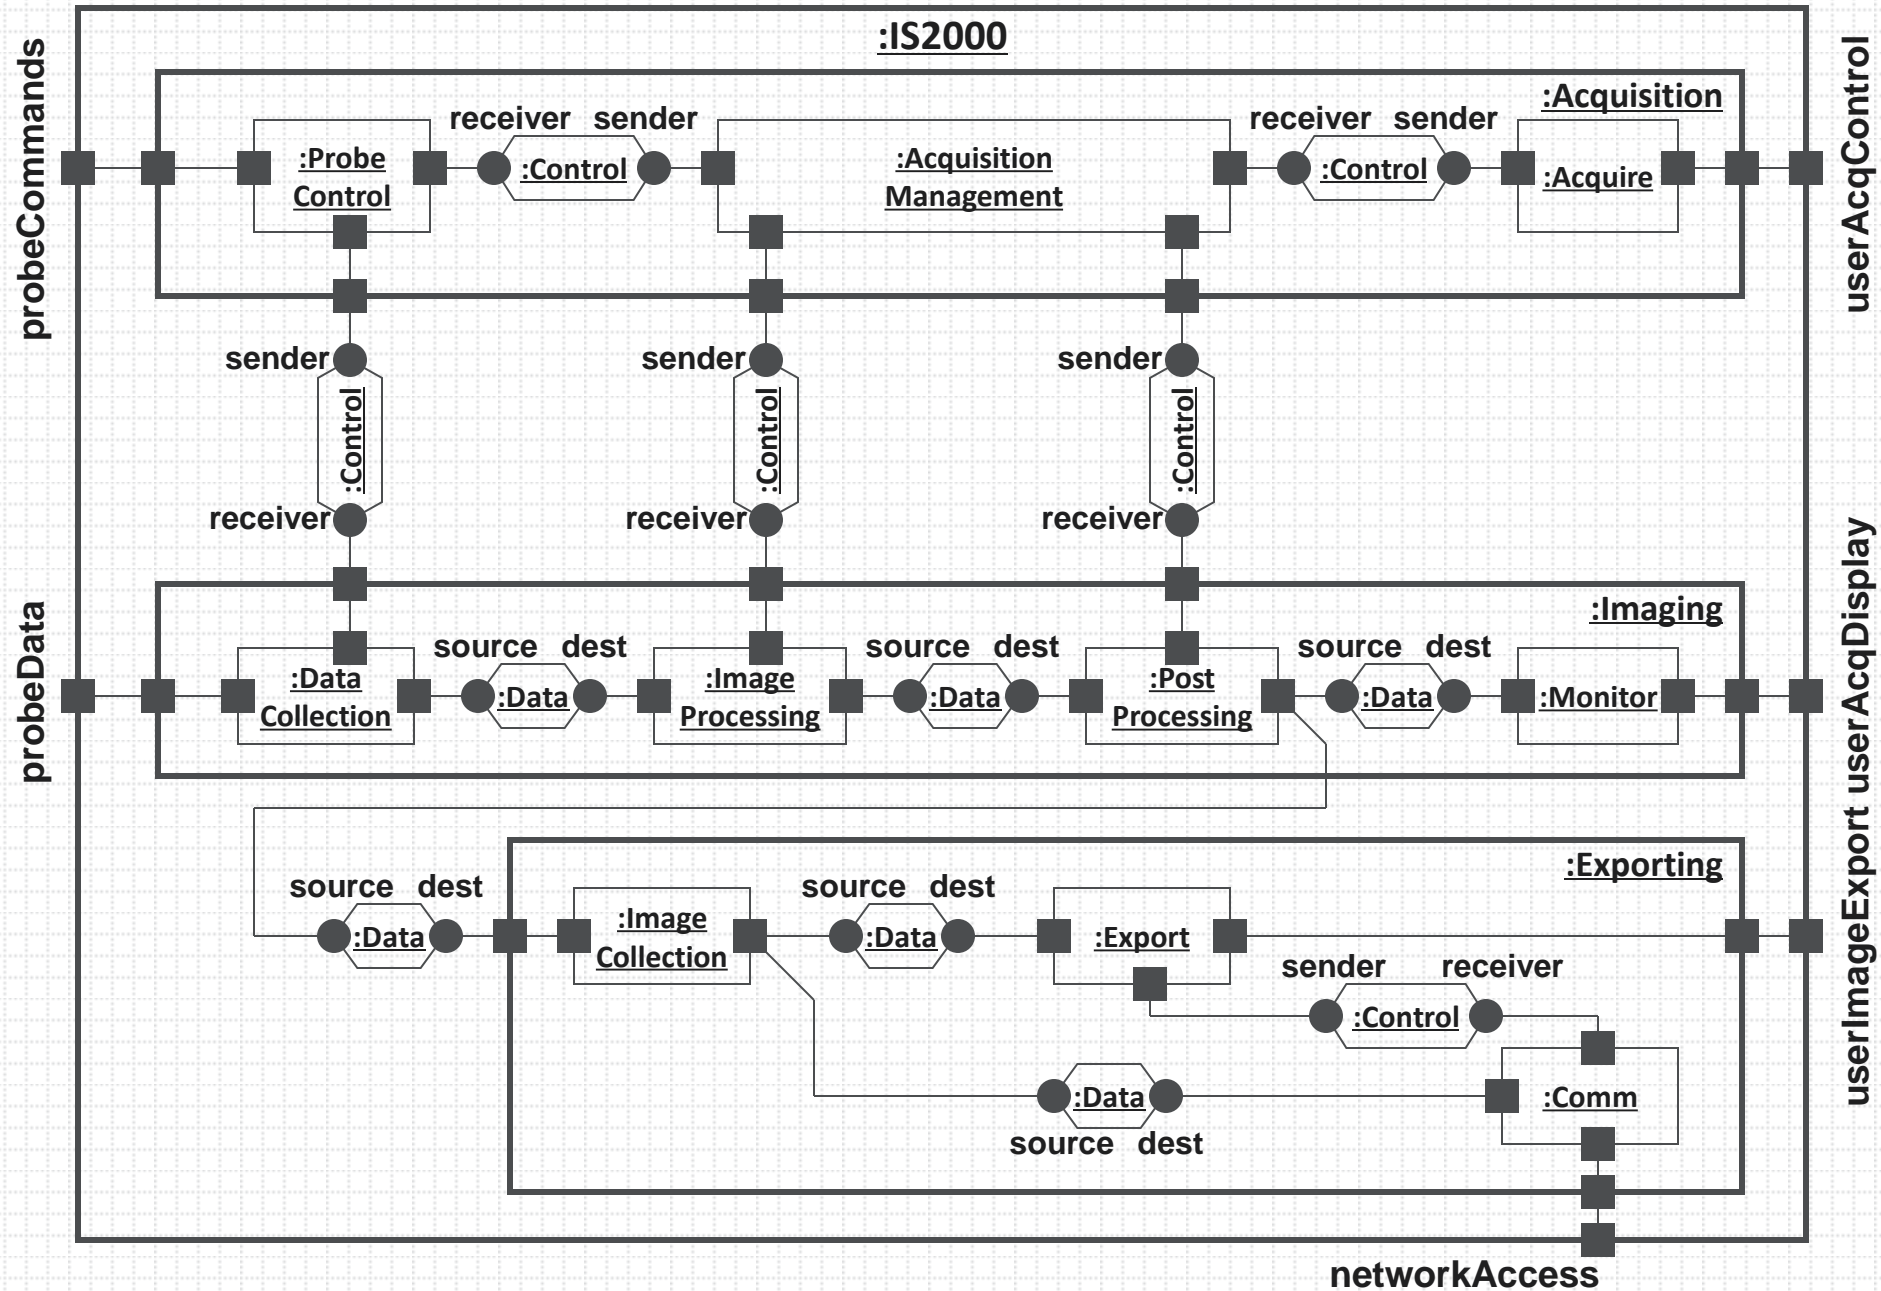 :IS2000
probeCommands
userAcqControl
:Acquisition
receiver sender
receiver sender
:Probe
Control
:Control
:Acquisition
Management
:Control
:Acquire
sender
sender
sender
:Control
:Control
:Control
receiver
receiver
receiver
probeData
userImageExport userAcqDisplay
:Imaging
source dest
source dest
source dest
:Data
Collection
:Data
:Image
Processing
:Data
:Post
Processing
:Data
:Monitor
:Exporting
source dest
source dest
:Data
:Image
Collection
:Data
:Export
sender receiver
:Control
:Data
:Comm
source dest
networkAccess